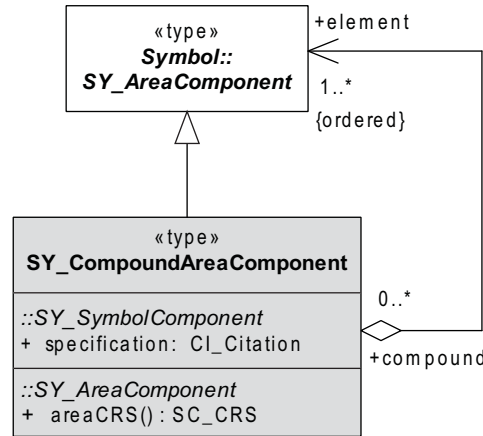 «type»
Symbol::
SY_AreaComponent
+element
1..*
{ordered}
«type»
SY_CompoundAreaComponent
::SY_SymbolComponent
+ specification: CI_Citation
::SY_AreaComponent
+ areaCRS() : SC_CRS
0..*
+compound